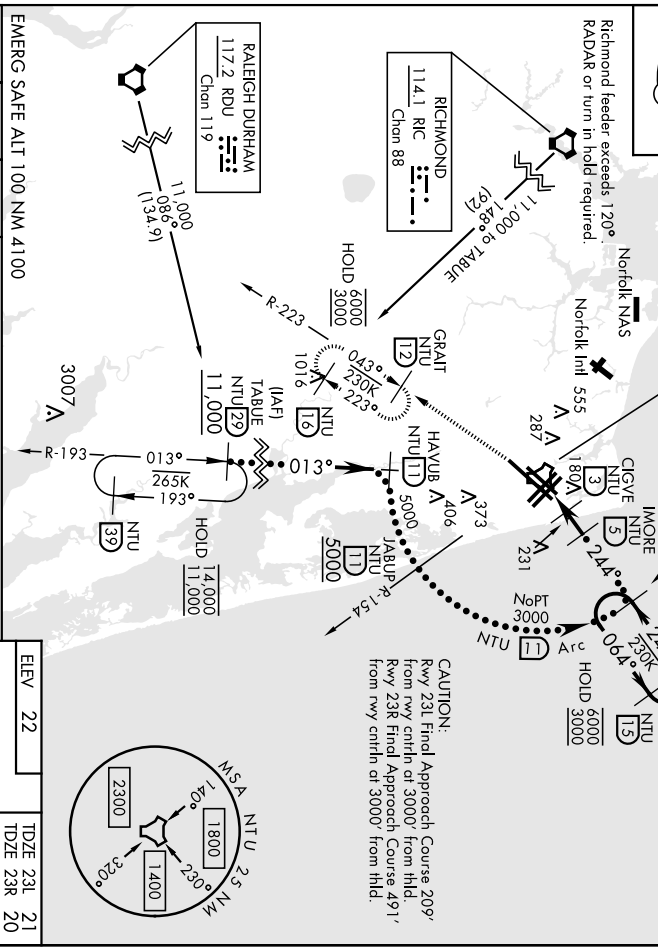 Richmond feeder exceeds 120°.
RADAR or turn in hold required.
Norfolk NAS
Norfolk Intl
555
287
180
CIGVE
NTU
3
IMORE
NTU
5
244°
231
230K
064°
NTU
15
HOLD
6000
3000
RICHMOND
114.1 RIC
Chan 88
11,000 to TABUE
148°
(92)
HOLD
6000
3000
R-223
GRAIT
NTU
12
043°
230K
223°
1016
NTU
16
RALEIGH DURHAM
117.2 RDU
Chan 119
11,000
086°
(134.9)
(IAF)
TABUE
NTU 29
11,000
013°
HAVUB
NTU 11
406
373
5000
JABUP
NTU
11
5000
R-154
NoPT
3000
NTU 11 Arc
3007
R-193
013°
265K
193°
NTU
39
HOLD
14,000
11,000
CAUTION:
Rwy 23L Final Approach Course 209'
from rwy cntrln at 3000' from thld.
Rwy 23R Final Approach Course 491'
from rwy cntrln at 3000' from thld.
EMERG SAFE ALT 100 NM 4100
MSA NTU 25 NM
140°
1800
230°
2300
1400
320°
ELEV 22
TDZE 23L 21
TDZE 23R 20